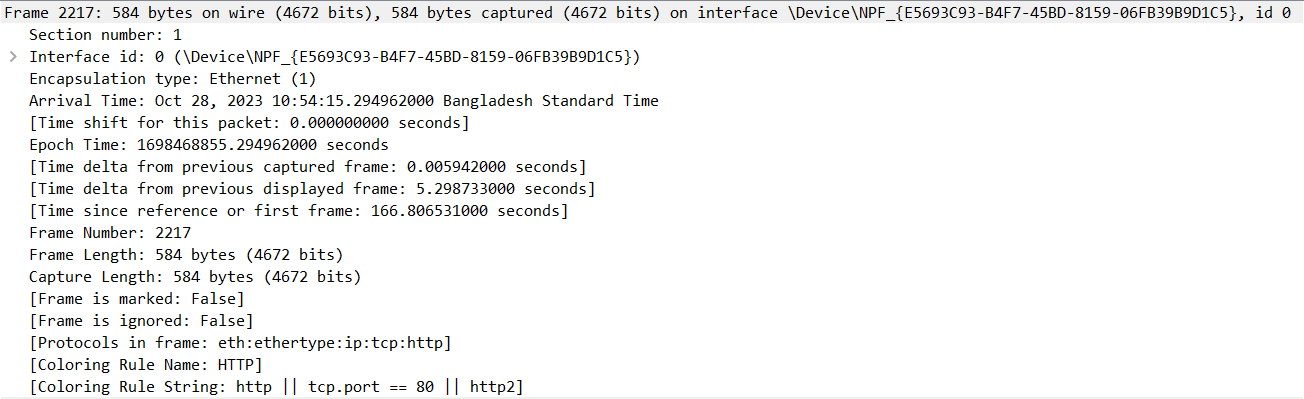 Frame 2217: 584 bytes on wire (4672 bits), 584 bytes captured (4672 bits) on interface \Device\NPF_{E5693C93-B4F7-45BD-8159-06FB39B9D1C5}, id 0
Section number: 1
Interface id: 0 (\Device\NPF_{E5693C93-B4F7-45BD-8159-06FB39B9D1C5})
Encapsulation type: Ethernet (1)
Arrival Time: Oct 28, 2023 10:54:15.294962000 Bangladesh Standard Time
[Time shift for this packet: 0.000000000 seconds]
Epoch Time: 1698468855.294962000 seconds
[Time delta from previous captured frame: 0.005942000 seconds]
[Time delta from previous displayed frame: 5.298733000 seconds]
[Time since reference or first frame: 166.806531000 seconds]
Frame Number: 2217
Frame Length: 584 bytes (4672 bits)
Capture Length: 584 bytes (4672 bits)
[Frame is marked: False]
[Frame is ignored: False]
[Protocols in frame: eth:ethertype:ip:tcp:http]
[Coloring Rule Name: HTTP]
[Coloring Rule String: http || tcp.port == 80 || http2]